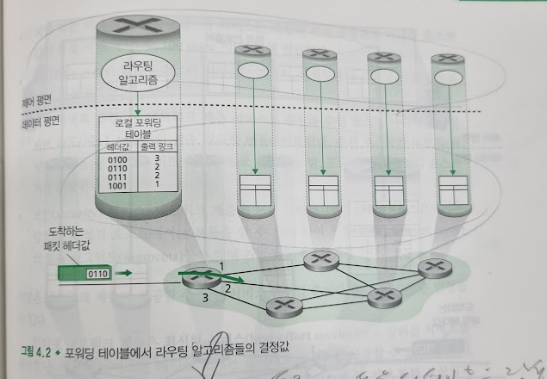 라우팅
알고리즘
제어 평면
데이터 평면
로컬 포워딩
테이블
헤더값 출력 링크
0100 3
0110 2
0111 2
1001 1
도착하는
패킷 헤더값
0110
1
2
3
그림 4.2 • 포워딩 테이블에서 라우팅 알고리즘들의 결정값